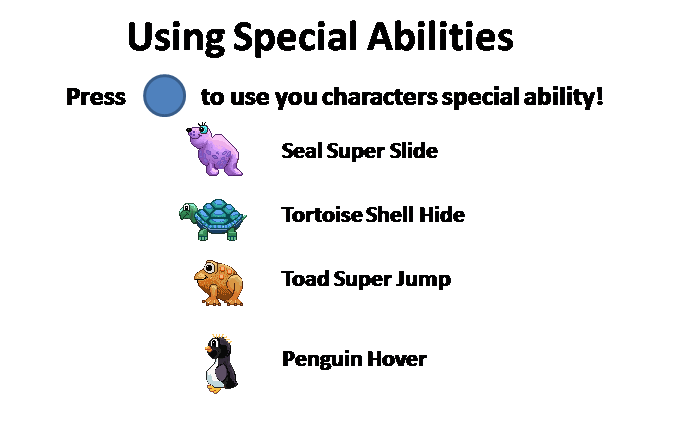 Using Special Abilities
Press to use you characters special ability!
Seal Super Slide
Tortoise Shell Hide
Toad Super Jump
Penguin Hover